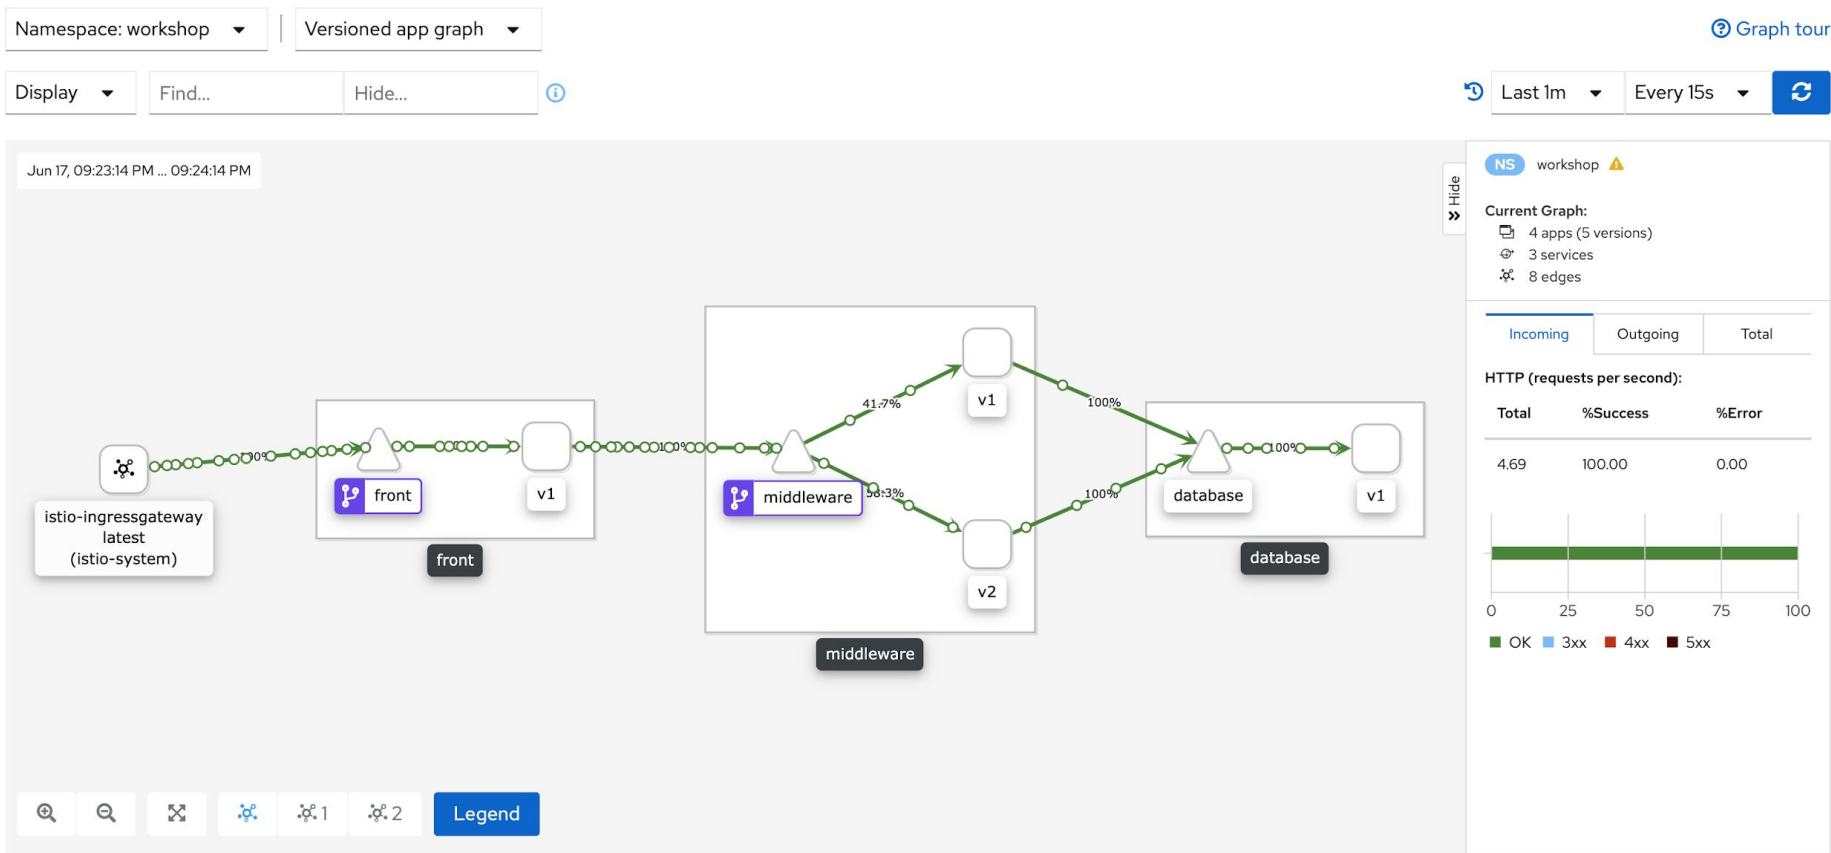 Namespace: workshop
Versioned app graph
Graph tour
Display
Find...
Hide...
Last 1m
Every 15s
Jun 17, 09:23:14 PM ... 09:24:14 PM
Hide
NS workshop
Current Graph:
4 apps (5 versions)
3 services
8 edges
Incoming
Outgoing
Total
HTTP (requests per second):
Total %Success %Error
4.69 100.00 0.00
0 25 50 75 100
OK 3xx 4xx 5xx
istio-ingressgateway
latest
(istio-system)
front
v1
front
41.7%
58.3%
middleware
v1
v2
middleware
100%
100%
database
100%
v1
database
1
2
Legend